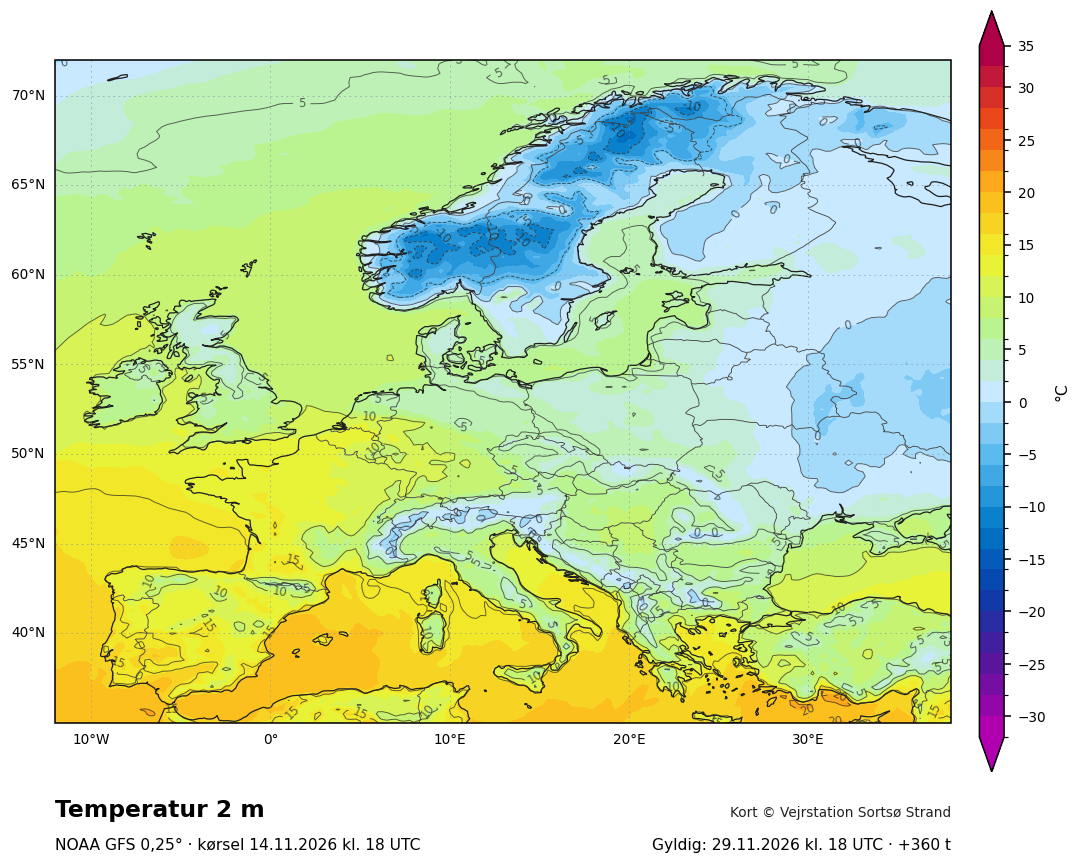 70°N
65°N
60°N
55°N
50°N
45°N
40°N
10°W
0°
10°E
20°E
30°E
35
30
25
20
15
10
5
0
−5
−10
−15
−20
−25
−30
°C
Temperatur 2 m
Kort © Vejrstation Sortsø Strand
NOAA GFS 0,25° · kørsel 14.11.2026 kl. 18 UTC
Gyldig: 29.11.2026 kl. 18 UTC · +360 t